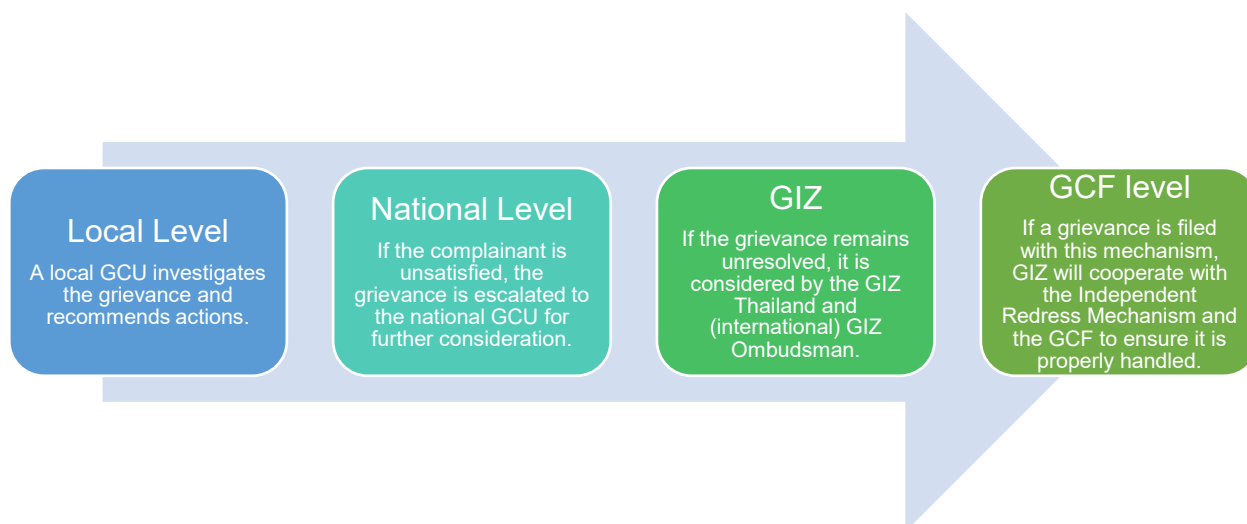 Local Level
A local GCU investigates
the grievance and
recommends actions.
National Level
If the complainant is
unsatisfied, the
grievance is escalated to
the national GCU for
further consideration.
GIZ
If the grievance remains
unresolved, it is
considered by the GIZ
Thailand and
(international) GIZ
Ombudsman.
GCF level
If a grievance is filed
with this mechanism,
GIZ will cooperate with
the Independent
Redress Mechanism and
the GCF to ensure it is
properly handled.